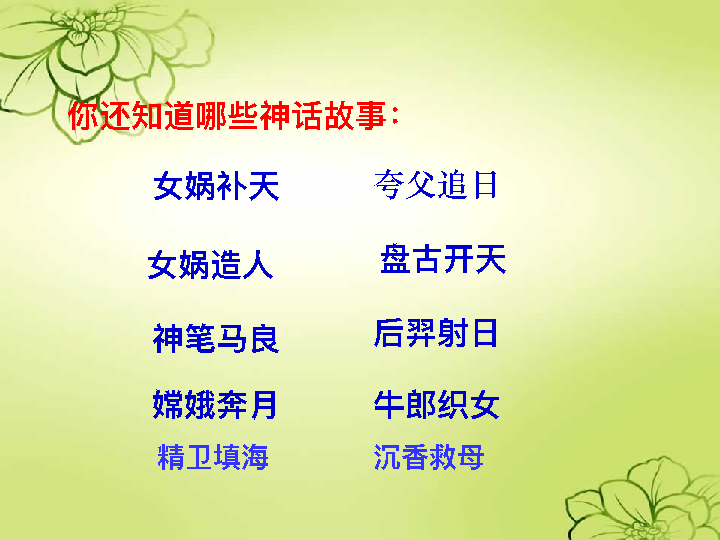 你还知道哪些神话故事：
女娲补天 夸父追日
女娲造人 盘古开天
神笔马良 后羿射日
嫦娥奔月 牛郎织女
精卫填海 沉香救母